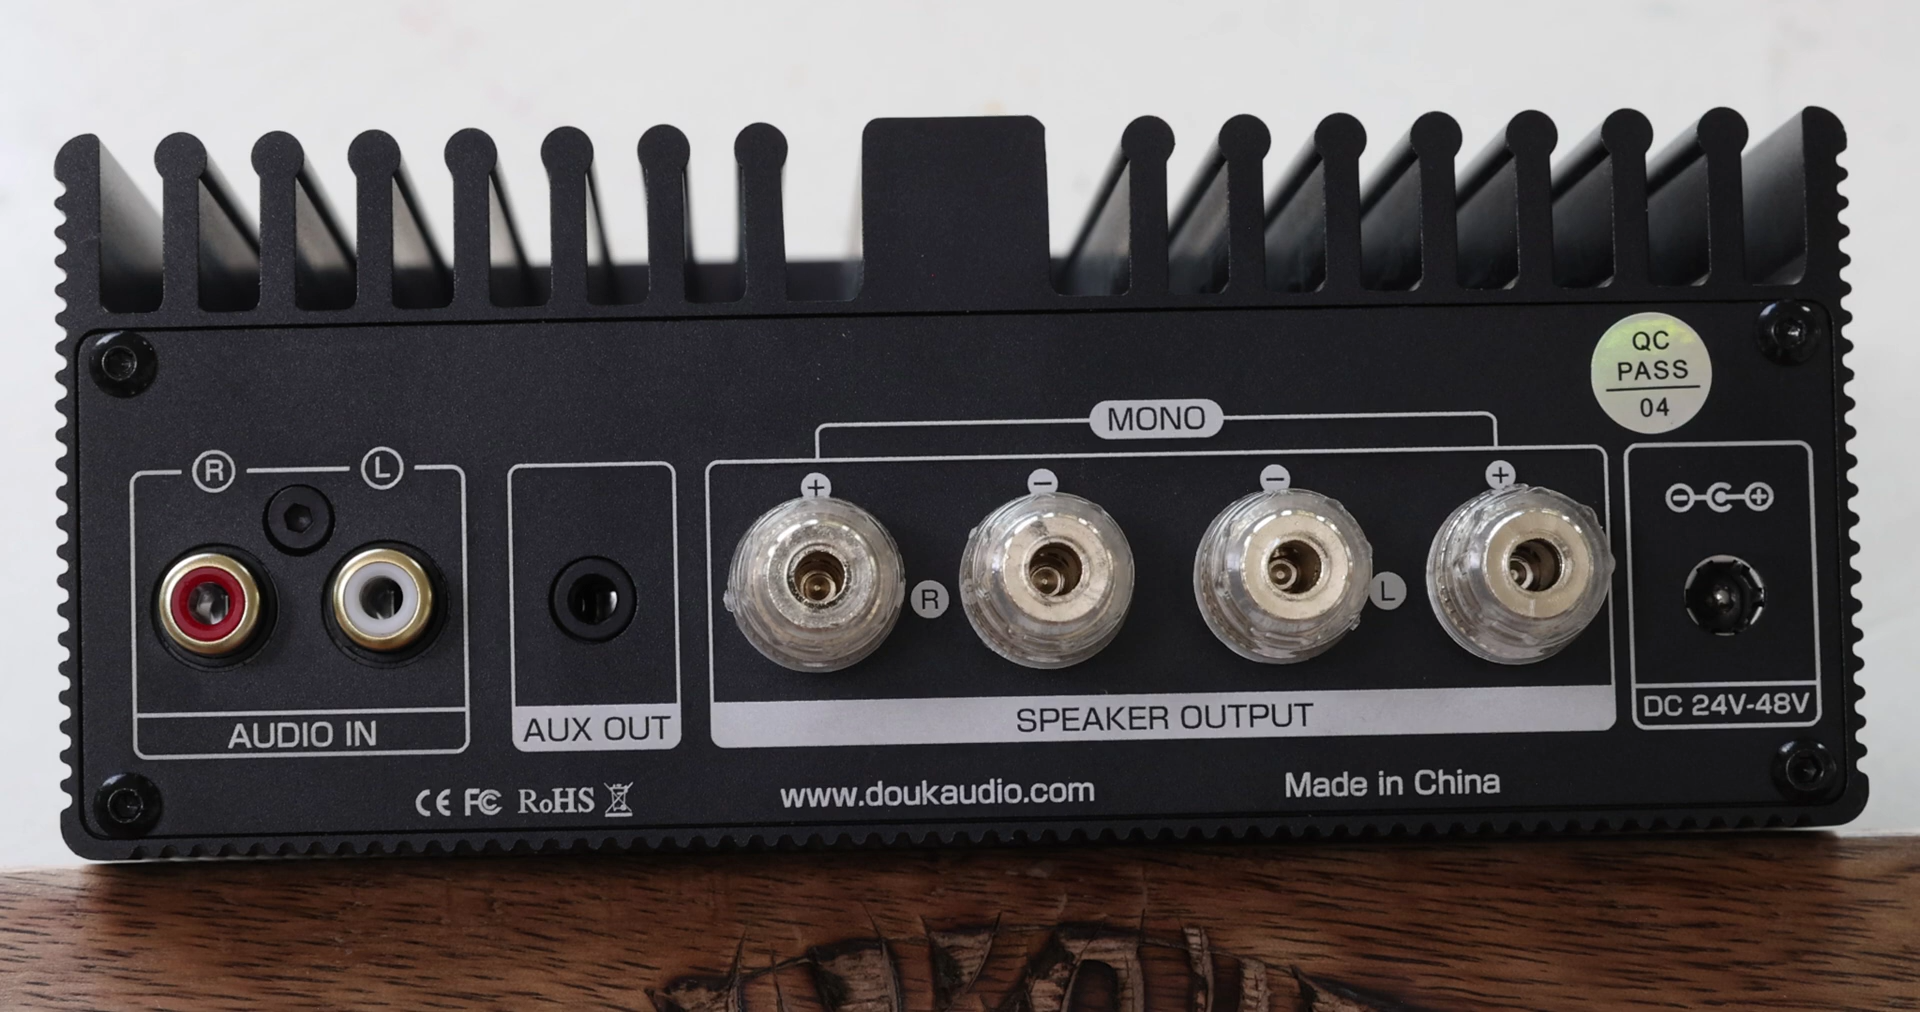 QC
PASS
04
MONO
R L
+ − − +
R L
AUDIO IN
AUX OUT
SPEAKER OUTPUT
DC 24V-48V
CE FC RoHS
www.doukaudio.com
Made in China